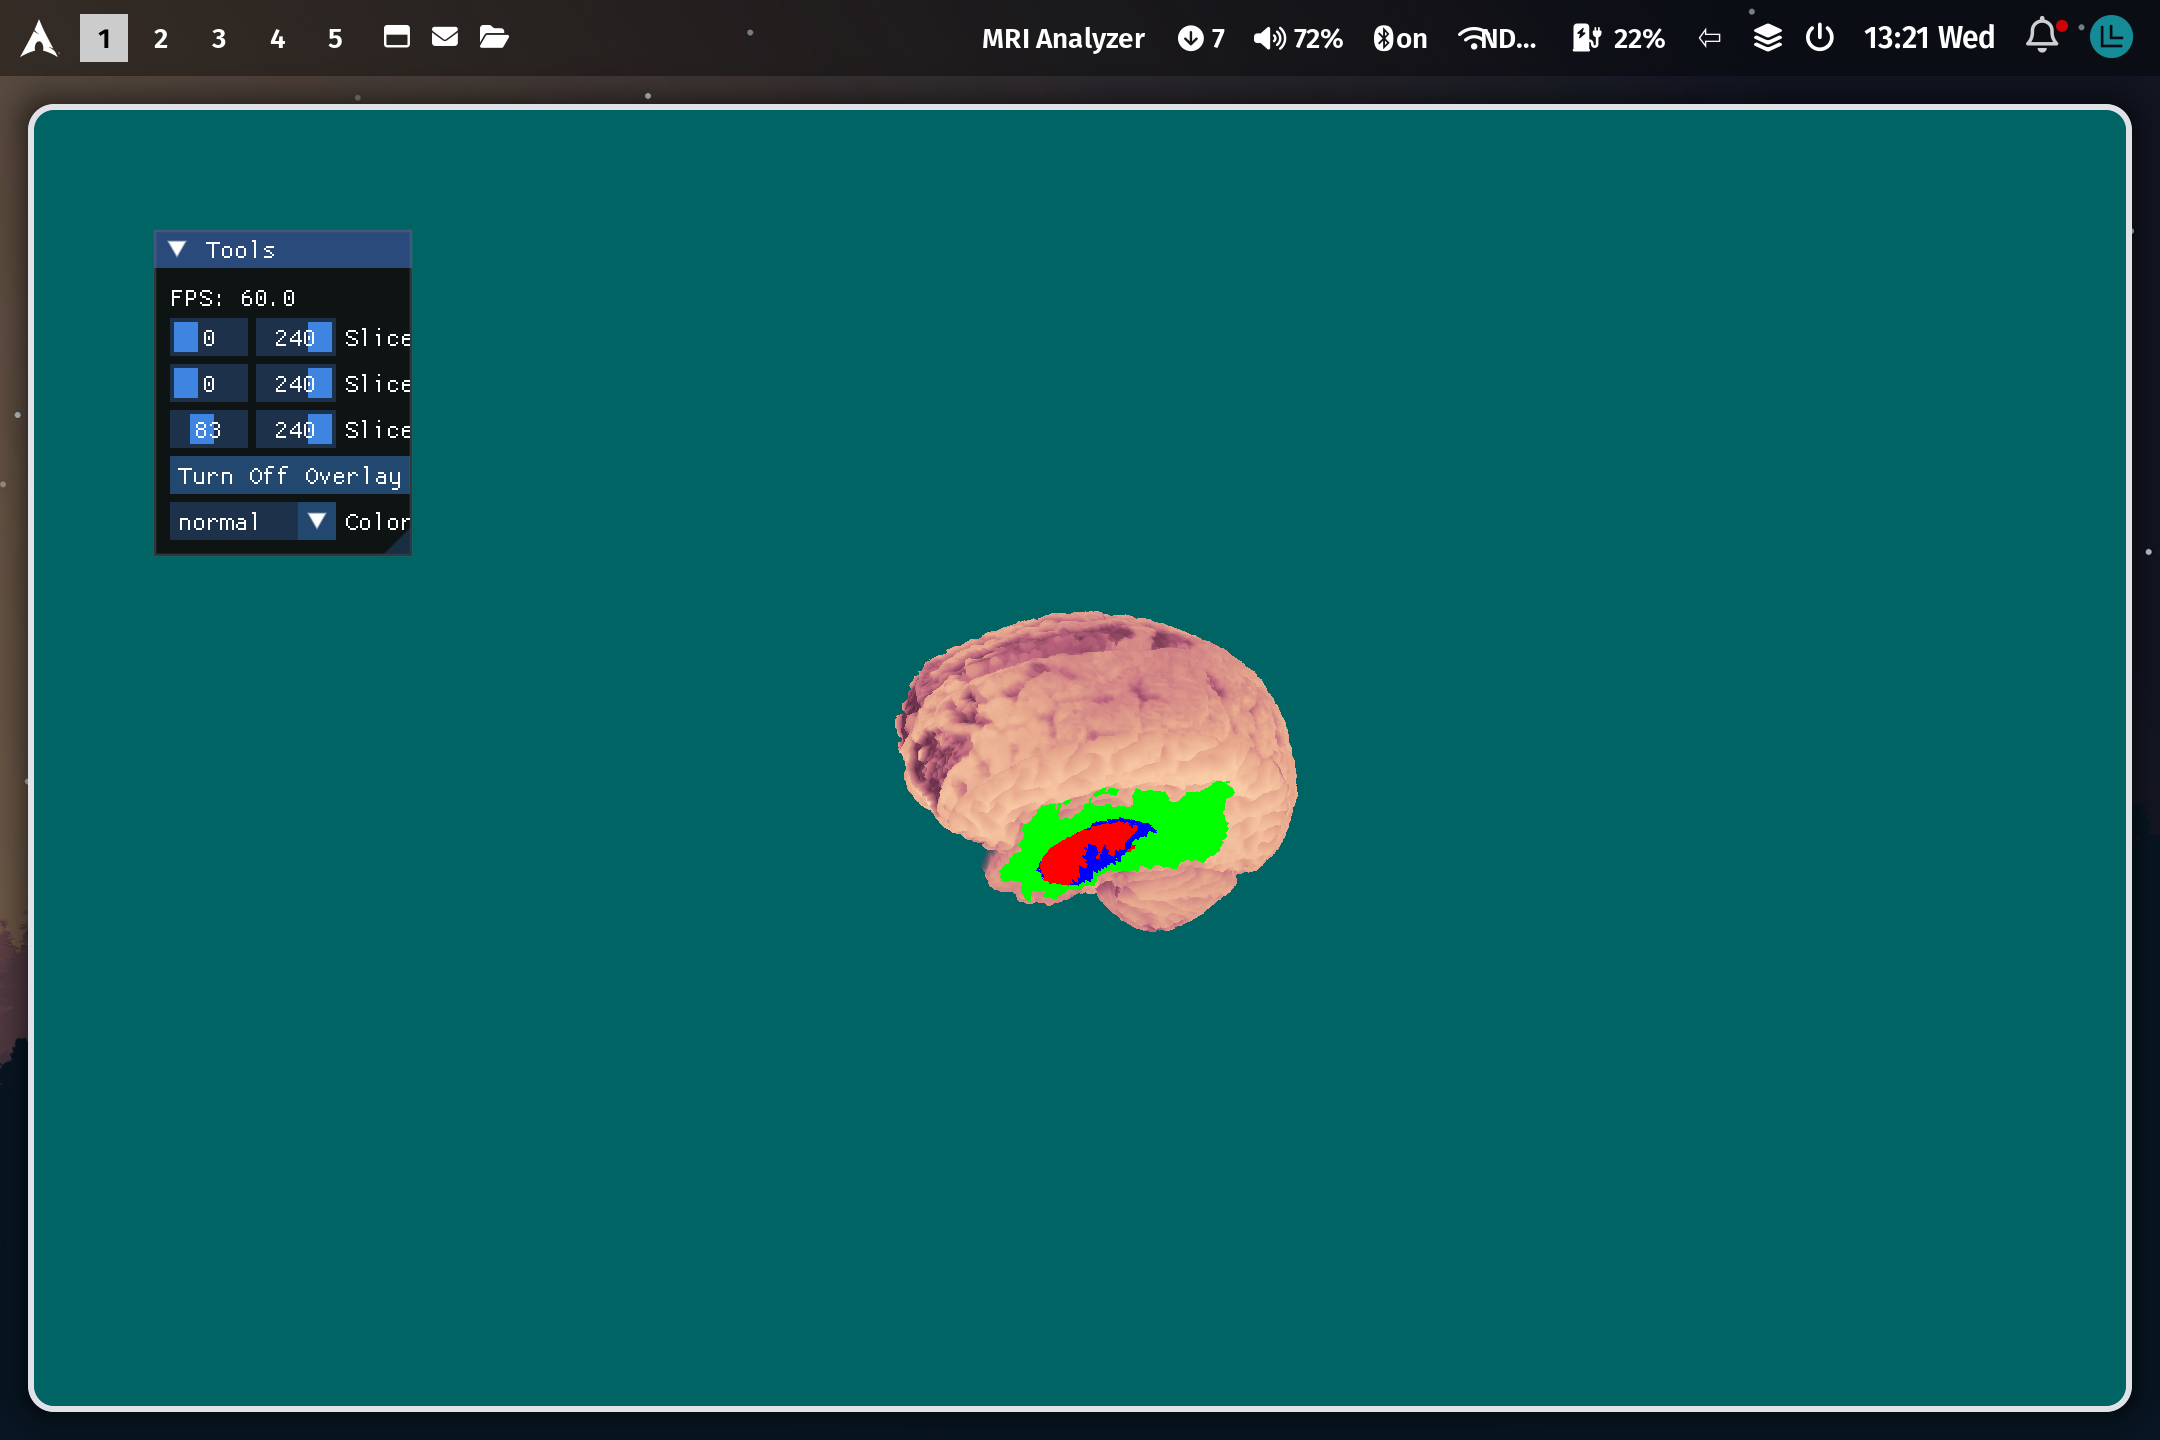 1 2 3 4 5 MRI Analyzer 7 72% on ND... 22% 13:21 Wed
Tools
FPS: 60.0
0 240 Slice
0 240 Slice
83 240 Slice
Turn Off Overlay
normal Color